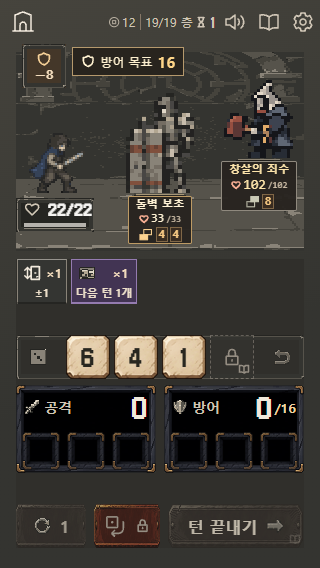 12 19/19 층 1
-8
방어 목표 16
창살의 죄수
102/102
8
돌벽 보초
33/33
4 4
22/22
×1
±1
×1
다음 턴 1개
6 4 1
공격 0
방어 0/16
1
턴 끝내기